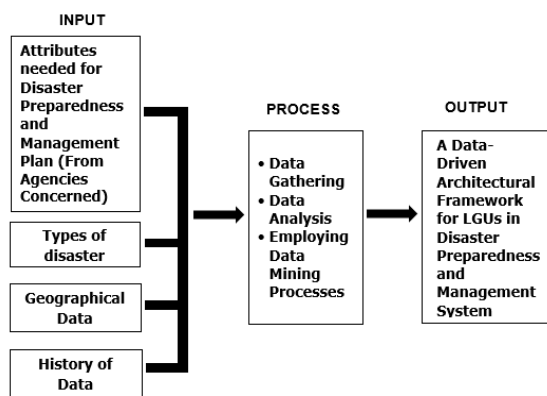 INPUT
Attributes
needed for
Disaster
Preparedness
and
Management
Plan (From
Agencies
Concerned)
Types of
disaster
Geographical
Data
History of
Data
PROCESS
• Data
Gathering
• Data
Analysis
• Employing
Data
Mining
Processes
OUTPUT
A Data-
Driven
Architectural
Framework
for LGUs in
Disaster
Preparedness
and
Management
System